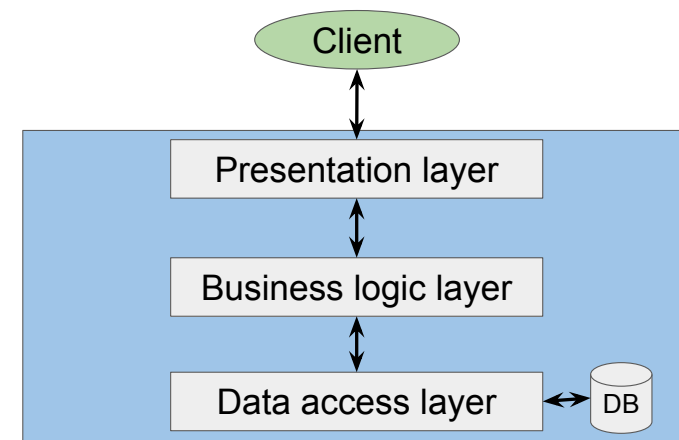 Client
Presentation layer
Business logic layer
Data access layer
DB